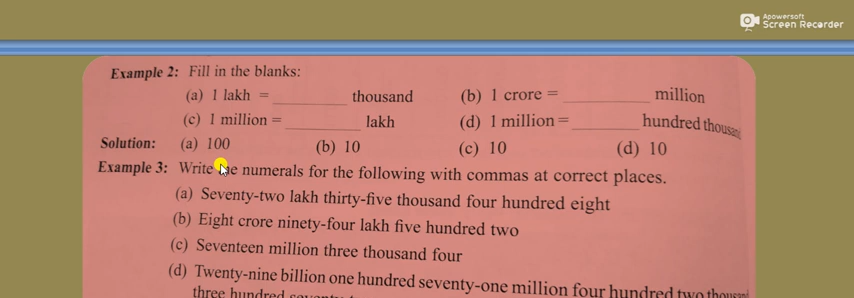 Apowersoft
Screen Recorder
Example 2: Fill in the blanks:
(a) 1 lakh = ________ thousand (b) 1 crore = ________ million
(c) 1 million = ________ lakh (d) 1 million = ________ hundred thousand
Solution: (a) 100 (b) 10 (c) 10 (d) 10
Example 3: Write the numerals for the following with commas at correct places.
(a) Seventy-two lakh thirty-five thousand four hundred eight
(b) Eight crore ninety-four lakh five hundred two
(c) Seventeen million three thousand four
(d) Twenty-nine billion one hundred seventy-one million four hundred two thousand
three hundred